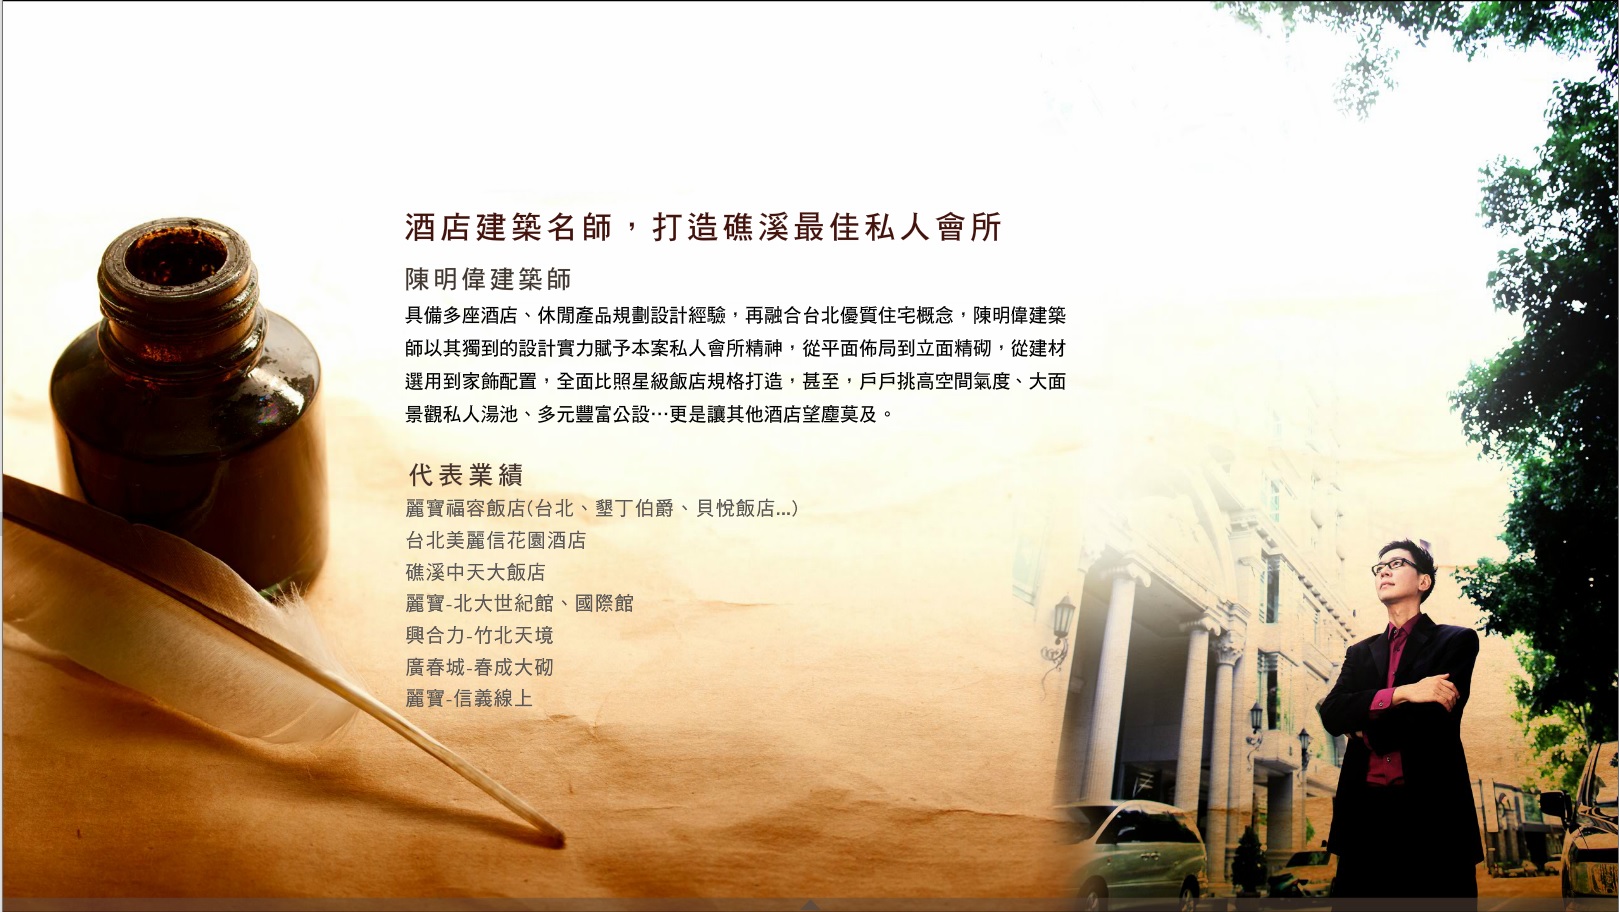 酒店建築名師，打造礁溪最佳私人會所
陳明偉建築師
具備多座酒店、休閒產品規劃設計經驗，再融合台北優質住宅概念，陳明偉建築
師以其獨到的設計實力賦予本案私人會所精神，從平面佈局到立面精砌，從建材
選用到家飾配置，全面比照星級飯店規格打造，甚至，戶戶挑高空間氣度、大面
景觀私人湯池、多元豐富公設…更是讓其他酒店望塵莫及。
代表業績
麗寶福容飯店(台北、墾丁伯爵、貝悅飯店...)
台北美麗信花園酒店
礁溪中天大飯店
麗寶-北大世紀館、國際館
興合力-竹北天境
廣春城-春成大砌
麗寶-信義線上